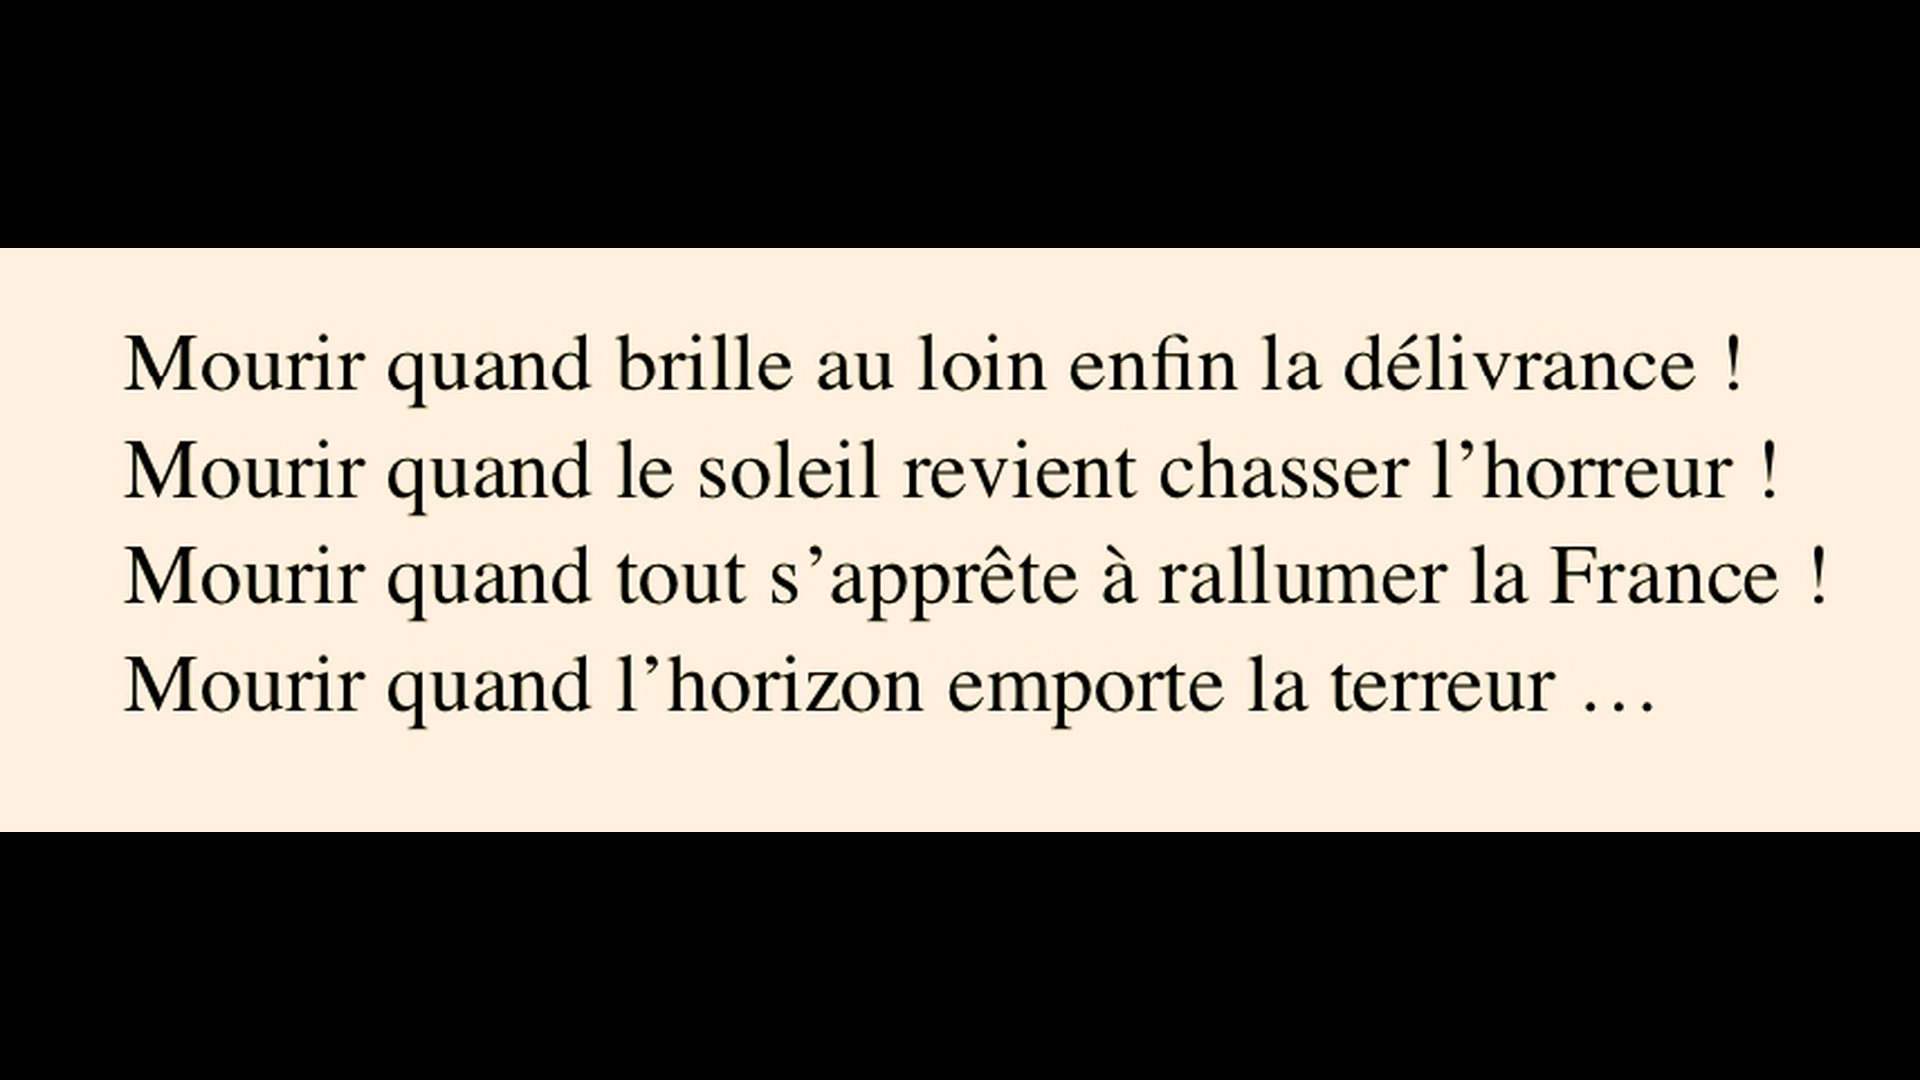 Mourir quand brille au loin enfin la délivrance !
Mourir quand le soleil revient chasser l’horreur !
Mourir quand tout s’apprête à rallumer la France !
Mourir quand l’horizon emporte la terreur …